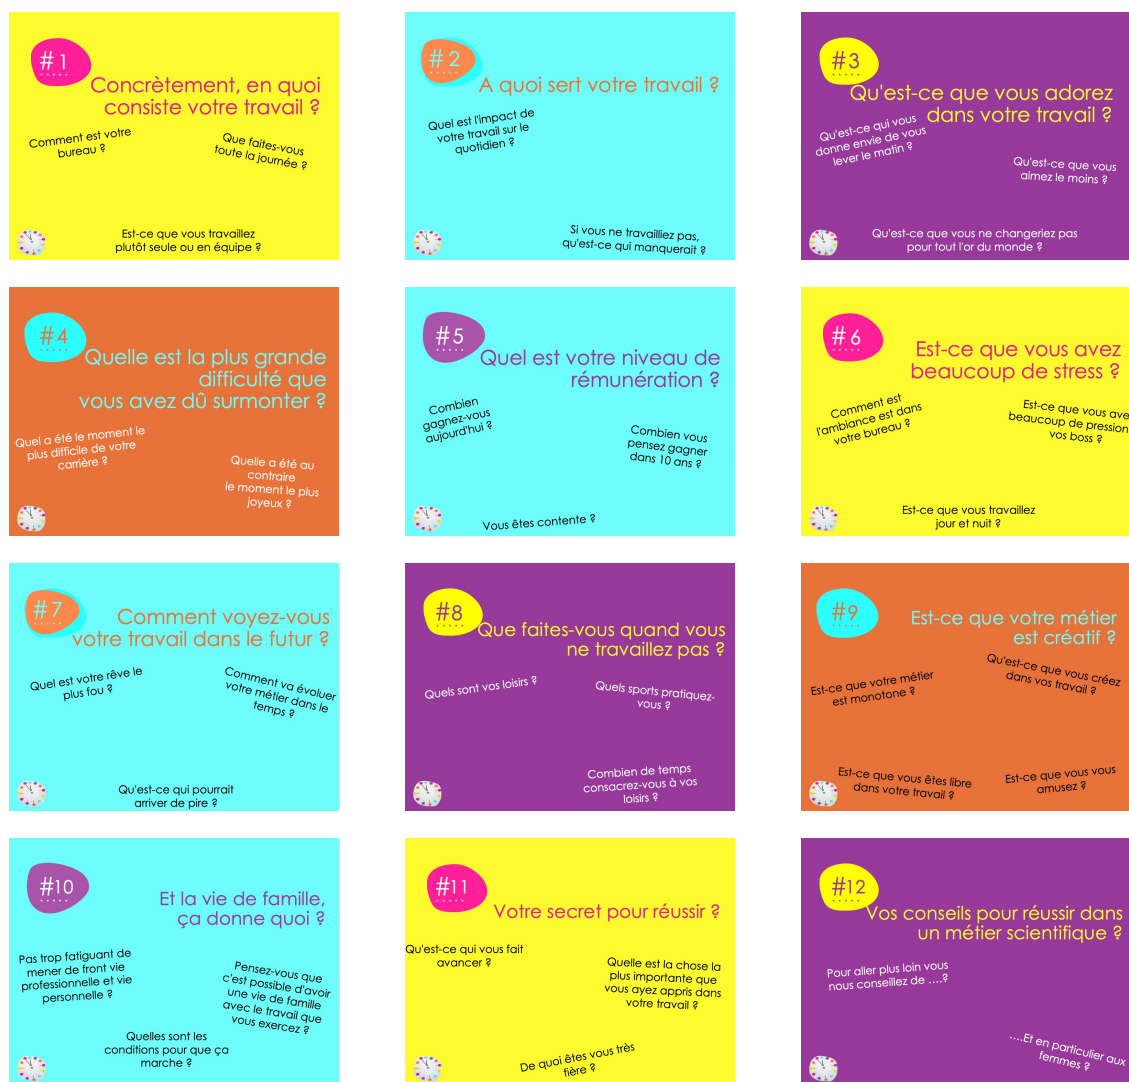 #1
Concrètement, en quoi
consiste votre travail ?
Comment est votre
bureau ?
Que faites-vous
toute la journée ?
Est-ce que vous travaillez
plutôt seule ou en équipe ?
#2
A quoi sert votre travail ?
Quel est l'impact de
votre travail sur le
quotidien ?
Si vous ne travailliez pas,
qu'est-ce qui manquerait ?
#3
Qu'est-ce que vous adorez
dans votre travail ?
Qu'est-ce qui vous
donne envie de vous
lever le matin ?
Qu'est-ce que vous
aimez le moins ?
Qu'est-ce que vous ne changeriez pas
pour tout l'or du monde ?
#4
Quelle est la plus grande
difficulté que
vous avez dû surmonter ?
Quel a été le moment le
plus difficile de votre
carrière ?
Quelle a été au
contraire
le moment le plus
joyeux ?
#5
Quel est votre niveau de
rémunération ?
Combien
gagnez-vous
aujourd'hui ?
Combien vous
pensez gagner
dans 10 ans ?
Vous êtes contente ?
#6
Est-ce que vous avez
beaucoup de stress ?
Comment est
l'ambiance est dans
votre bureau ?
Est-ce que vous ave
beaucoup de pression
vos boss ?
Est-ce que vous travaillez
jour et nuit ?
#7
Comment voyez-vous
votre travail dans le futur ?
Quel est votre rêve le
plus fou ?
Comment va évoluer
votre métier dans le
temps ?
Qu'est-ce qui pourrait
arriver de pire ?
#8
Que faites-vous quand vous
ne travaillez pas ?
Quels sont vos loisirs ?
Quels sports pratiquez-
vous ?
Combien de temps
consacrez-vous à vos
loisirs ?
#9
Est-ce que votre métier
est créatif ?
Est-ce que votre métier
est monotone ?
Qu'est-ce que vous créez
dans vos travail ?
Est-ce que vous êtes libre
dans votre travail ?
Est-ce que vous vous
amusez ?
#10
Et la vie de famille,
ça donne quoi ?
Pas trop fatiguant de
mener de front vie
professionnelle et vie
personnelle ?
Pensez-vous que
c'est possible d'avoir
une vie de famille
avec le travail que
vous exercez ?
Quelles sont les
conditions pour que ça
marche ?
#11
Votre secret pour réussir ?
Qu'est-ce qui vous fait
avancer ?
Quelle est la chose la
plus importante que
vous ayez appris dans
votre travail ?
De quoi êtes vous très
fière ?
#12
Vos conseils pour réussir dans
un métier scientifique ?
Pour aller plus loin vous
nous conseillez de ....?
....Et en particulier aux
femmes ?